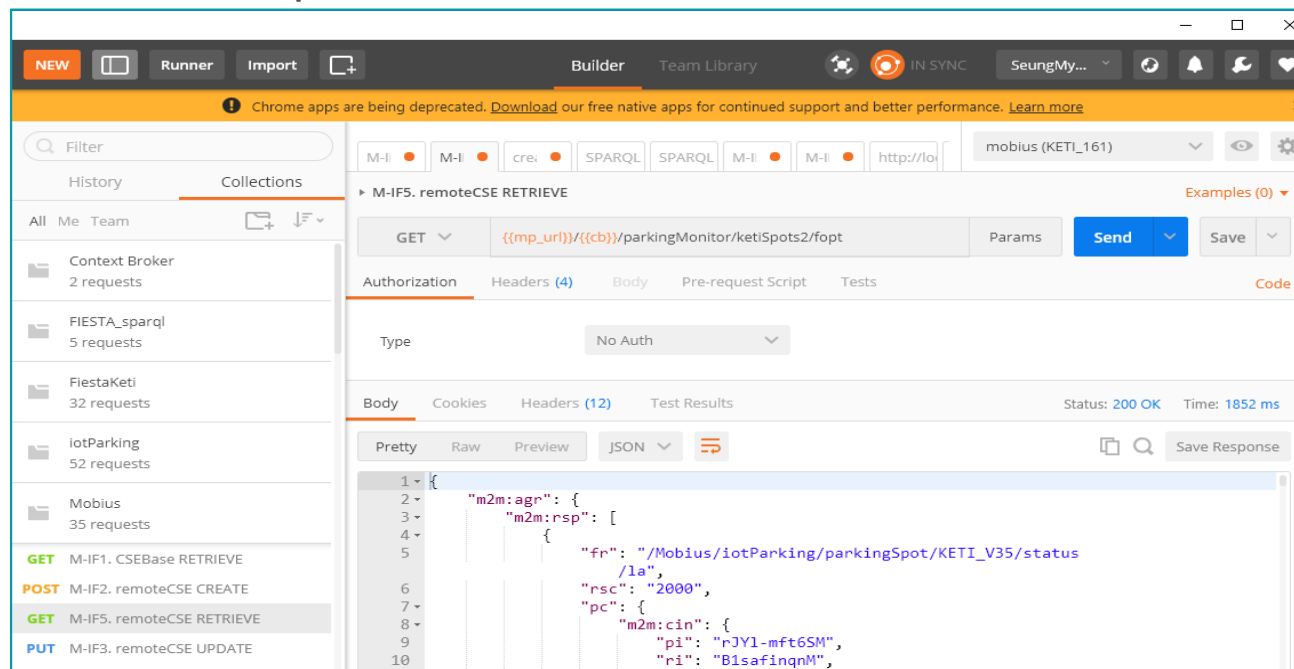 NEW Runner Import Builder Team Library IN SYNC SeungMy...
Chrome apps are being deprecated. Download our free native apps for continued support and better performance. Learn more
Filter
History Collections
All Me Team
Context Broker
2 requests
FIESTA_sparql
5 requests
FiestaKeti
32 requests
iotParking
52 requests
Mobius
35 requests
GET M-IF1. CSEBase RETRIEVE
POST M-IF2. remoteCSE CREATE
GET M-IF5. remoteCSE RETRIEVE
PUT M-IF3. remoteCSE UPDATE
SPARQL SPARQL http://lo mobius (KETI_161)
M-IF5. remoteCSE RETRIEVE Examples (0)
GET {{mp_url}}/{{cb}}/parkingMonitor/ketiSpots2/fopt Params Send Save
Authorization Headers (4) Body Pre-request Script Tests Code
Type No Auth
Body Cookies Headers (12) Test Results Status: 200 OK Time: 1852 ms
Pretty Raw Preview JSON Save Response
1 {
2 "m2m:agr": {
3 "m2m:rsp": [
4 {
5 "fr": "/Mobius/iotParking/parkingSpot/KETI_V35/status
/la",
6 "rsc": "2000",
7 "pc": {
8 "m2m:cin": {
9 "pi": "rJYl-mft6SM",
10 "ri": "B1safinqnM",